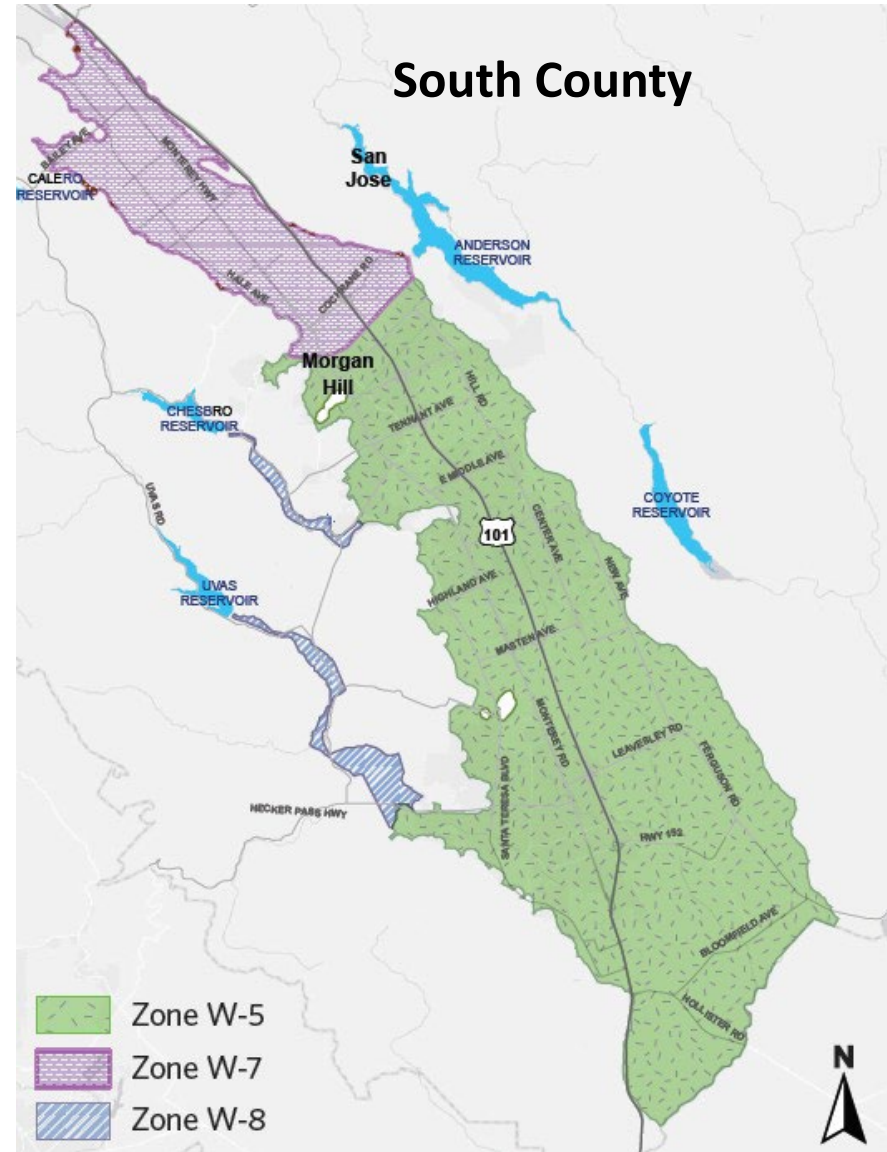 South County
San
Jose
BAILEY AVE
MONTEREY HWY
CALERO
RESERVOIR
ANDERSON
RESERVOIR
HALE AVE
COCHRANE RD
Morgan
Hill
HILL RD
CHESBRO
RESERVOIR
TENNANT AVE
E MIDDLE AVE
UVAS RD
COYOTE
RESERVOIR
101
CENTER AVE
NEW AVE
UVAS
RESERVOIR
HIGHLAND AVE
MASTEN AVE
MONTEREY RD
LEAVESLEY RD
FERGUSON RD
SANTA TERESA BLVD
HECKER PASS HWY
HWY 152
BLOOMFIELD AVE
HOLLISTER RD
Zone W-5
Zone W-7
Zone W-8
N